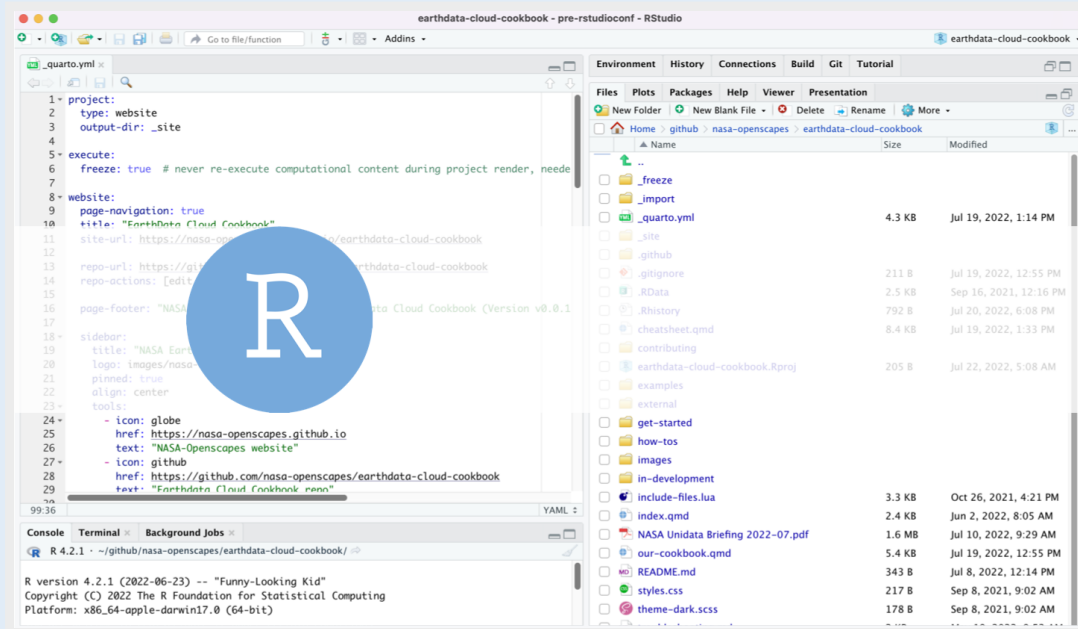 earthdata-cloud-cookbook - pre-rstudioconf - RStudio
Go to file/function
Addins
earthdata-cloud-cookbook
_quarto.yml
1 project:
2 type: website
3 output-dir: _site
4
5 execute:
6 freeze: true # never re-execute computational content during project render, neede
7
8 website:
9 page-navigation: true
10 title: "EarthData Cloud Cookbook"
11 site-url: https://nasa-op o/earthdata-cloud-cookbook
12
13 repo-url: https://gi rthdata-cloud-cookbook
14 repo-actions: [edit
15
16 page-footer: "NASA ta Cloud Cookbook (Version v0.0.1
17
18 sidebar:
19 title: "NASA Ear
20 logo: images/nasa-
21 pinned: true
22 align: center
23 tools:
24 - icon: globe
25 href: https://nasa-openscapes.github.io
26 text: "NASA-Openscapes website"
27 - icon: github
28 href: https://github.com/nasa-openscapes/earthdata-cloud-cookbook
29 text: "Earthdata Cloud Cookbook repo"
R
99:36 YAML
Console Terminal Background Jobs
R 4.2.1 · ~/github/nasa-openscapes/earthdata-cloud-cookbook/
R version 4.2.1 (2022-06-23) -- "Funny-Looking Kid"
Copyright (C) 2022 The R Foundation for Statistical Computing
Platform: x86_64-apple-darwin17.0 (64-bit)
Environment History Connections Build Git Tutorial
Files Plots Packages Help Viewer Presentation
New Folder New Blank File Delete Rename More
Home github nasa-openscapes earthdata-cloud-cookbook ...
Name Size Modified
..
_freeze
_import
_quarto.yml 4.3 KB Jul 19, 2022, 1:14 PM
_site
.github
.gitignore 211 B Jul 19, 2022, 12:55 PM
.RData 2.5 KB Sep 16, 2021, 12:16 PM
.Rhistory 792 B Jul 20, 2022, 6:08 PM
cheatsheet.qmd 8.4 KB Jul 19, 2022, 1:33 PM
contributing
earthdata-cloud-cookbook.Rproj 205 B Jul 22, 2022, 5:08 AM
examples
external
get-started
how-tos
images
in-development
include-files.lua 3.3 KB Oct 26, 2021, 4:21 PM
index.qmd 2.4 KB Jun 2, 2022, 8:05 AM
NASA Unidata Briefing 2022-07.pdf 1.6 MB Jul 10, 2022, 9:29 AM
our-cookbook.qmd 5.4 KB Jul 19, 2022, 12:55 PM
README.md 343 B Jul 8, 2022, 12:14 PM
styles.css 217 B Sep 8, 2021, 9:02 AM
theme-dark.scss 178 B Sep 8, 2021, 9:02 AM